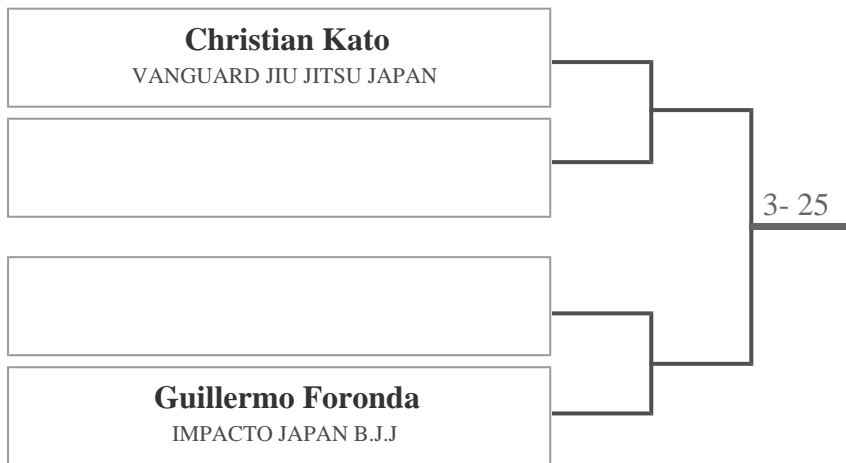 Christian Kato
VANGUARD JIU JITSU JAPAN
3- 25
Guillermo Foronda
IMPACTO JAPAN B.J.J